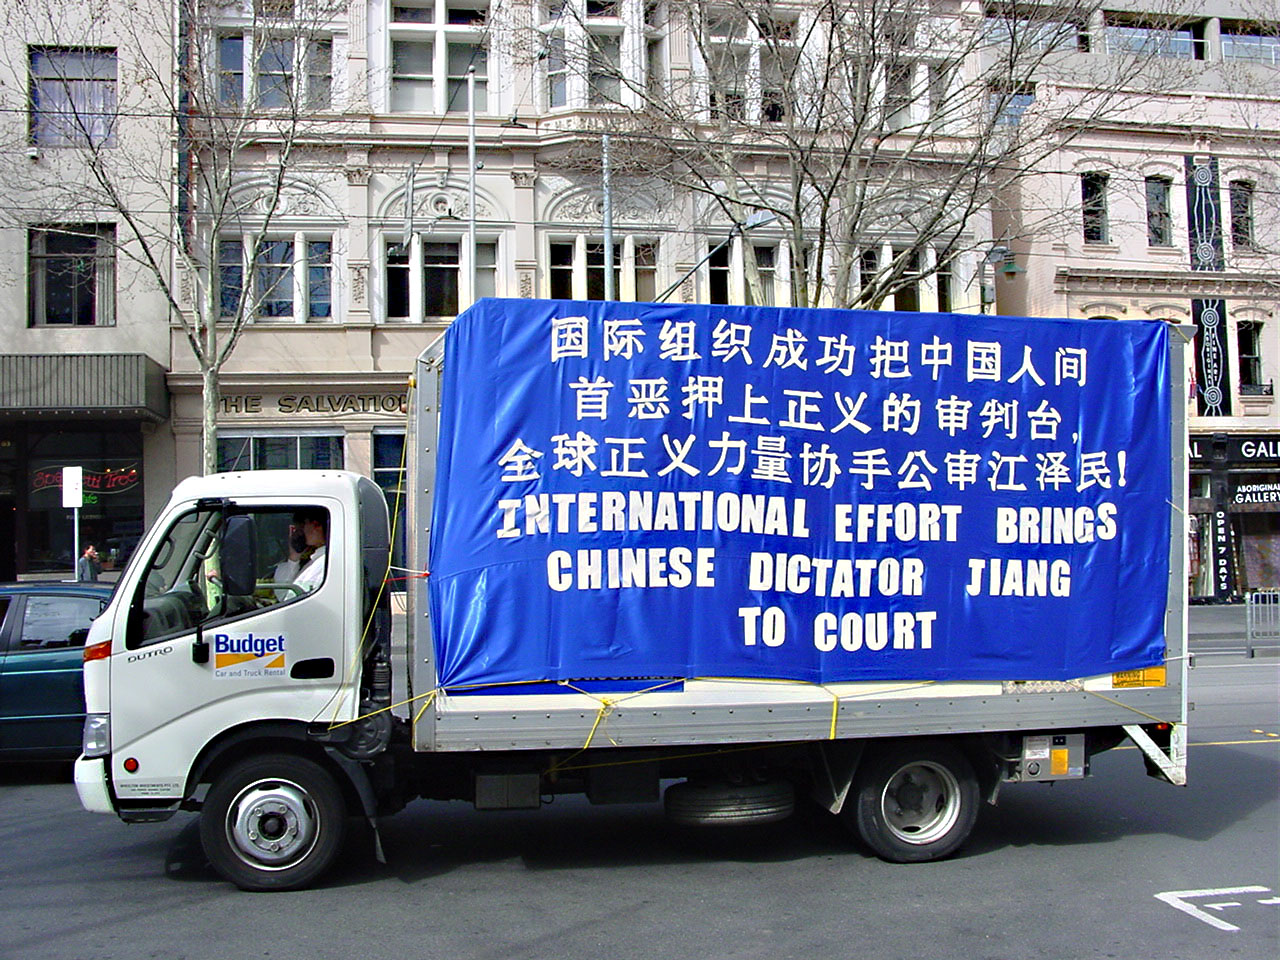 国际组织成功把中国人间
首恶押上正义的审判台,
全球正义力量协手公审江泽民!
INTERNATIONAL EFFORT BRINGS
CHINESE DICTATOR JIANG
TO COURT
THE SALVATIO
Budget
Car and Truck Rental
DUTRO
GALL
ABORIGINAL
GALLERY
OPEN 7 DAYS